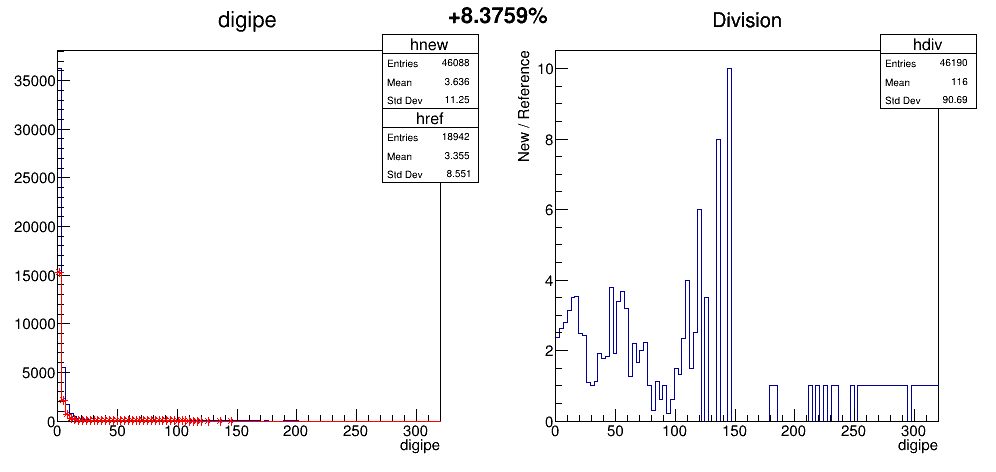 +8.3759%
digipe
hnew
Entries 46088
Mean 3.636
Std Dev 11.25
href
Entries 18942
Mean 3.355
Std Dev 8.551
35000
30000
25000
20000
15000
10000
5000
0
0 50 100 150 200 250 300
digipe
Division
hdiv
Entries 46190
Mean 116
Std Dev 90.69
New / Reference
10
8
6
4
2
0
0 50 100 150 200 250 300
digipe